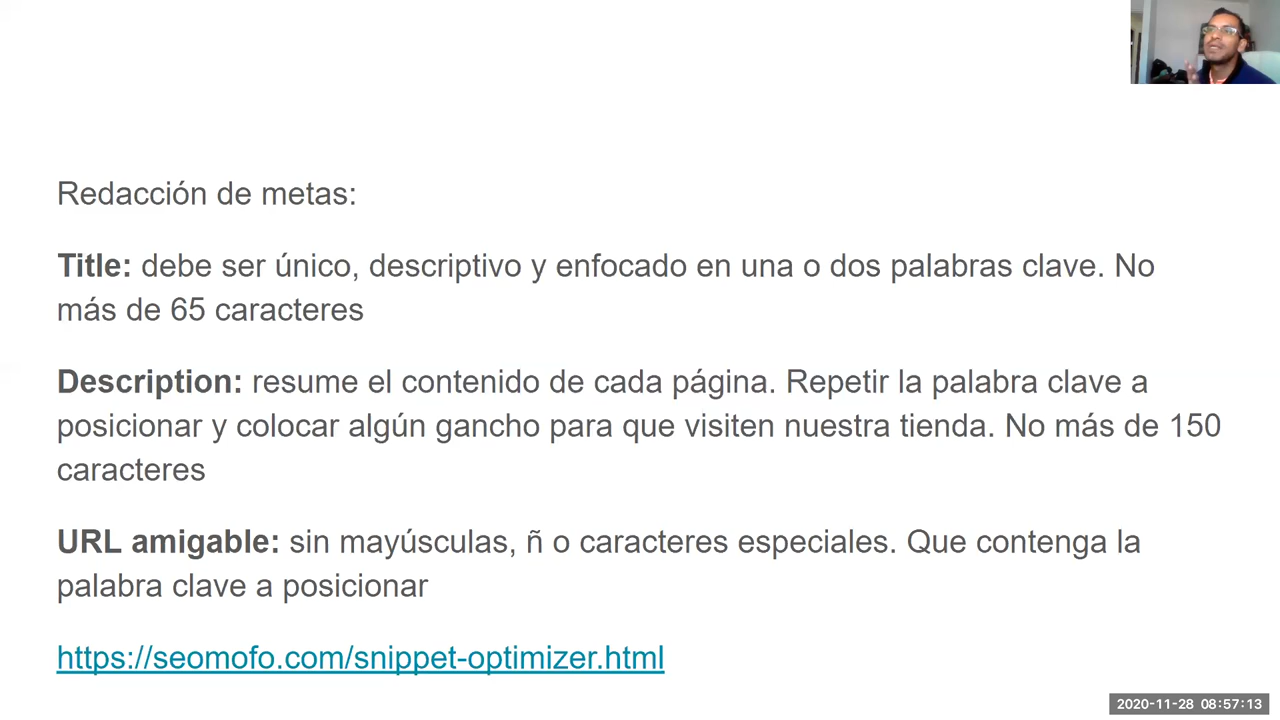 Redacción de metas:
Title: debe ser único, descriptivo y enfocado en una o dos palabras clave. No
más de 65 caracteres
Description: resume el contenido de cada página. Repetir la palabra clave a
posicionar y colocar algún gancho para que visiten nuestra tienda. No más de 150
caracteres
URL amigable: sin mayúsculas, ñ o caracteres especiales. Que contenga la
palabra clave a posicionar
https://seomofo.com/snippet-optimizer.html
2020-11-28 08:57:13